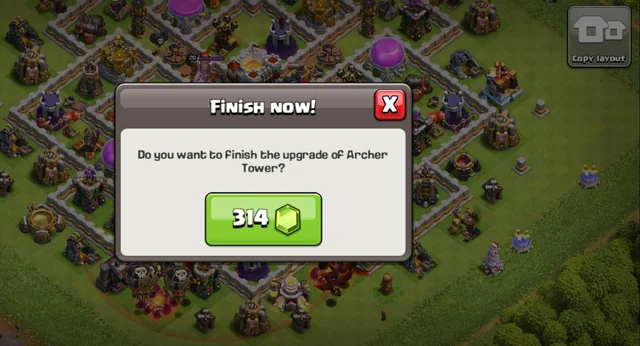 Copy layout
Finish now!
X
Do you want to finish the upgrade of Archer
Tower?
314